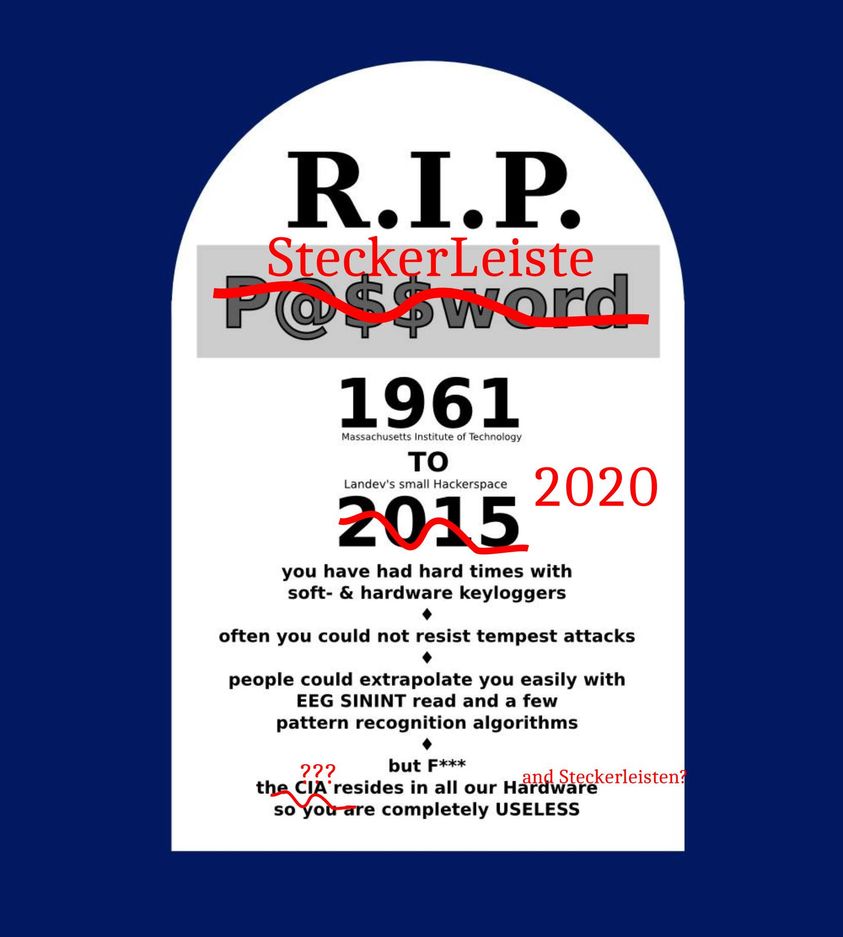 R.I.P.
SteckerLeiste
P@$$word
1961
Massachusetts Institute of Technology
TO
Landev's small Hackerspace
2015 2020
you have had hard times with
soft- & hardware keyloggers
♦
often you could not resist tempest attacks
♦
people could extrapolate you easily with
EEG SININT read and a few
pattern recognition algorithms
♦
but F***
??? and Steckerleisten?
the CIA resides in all our Hardware
so you are completely USELESS